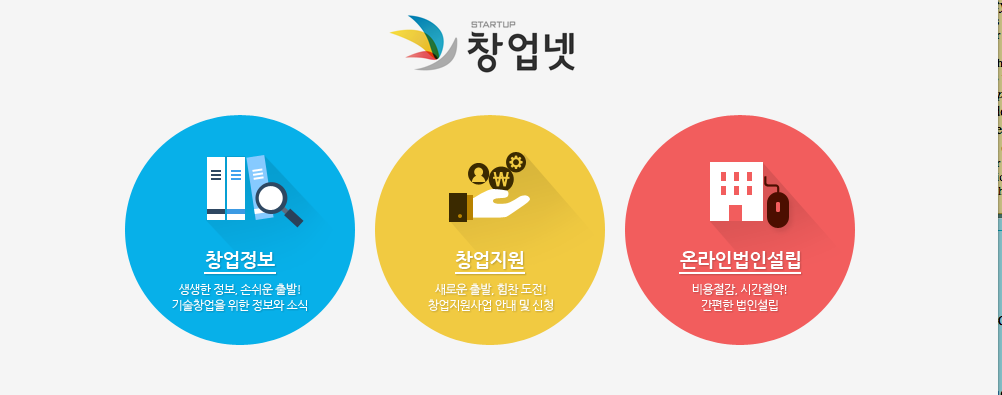 STARTUP
창업넷
창업정보
생생한 정보, 손쉬운 출발!
기술창업을 위한 정보와 소식
창업지원
새로운 출발, 힘찬 도전!
창업지원사업 안내 및 신청
온라인법인설립
비용절감, 시간절약!
간편한 법인설립